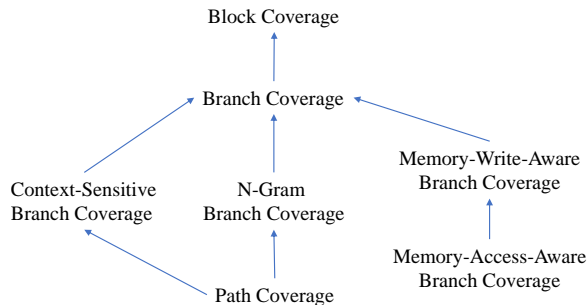 Block Coverage
Branch Coverage
Context-Sensitive
Branch Coverage
N-Gram
Branch Coverage
Memory-Write-Aware
Branch Coverage
Memory-Access-Aware
Branch Coverage
Path Coverage